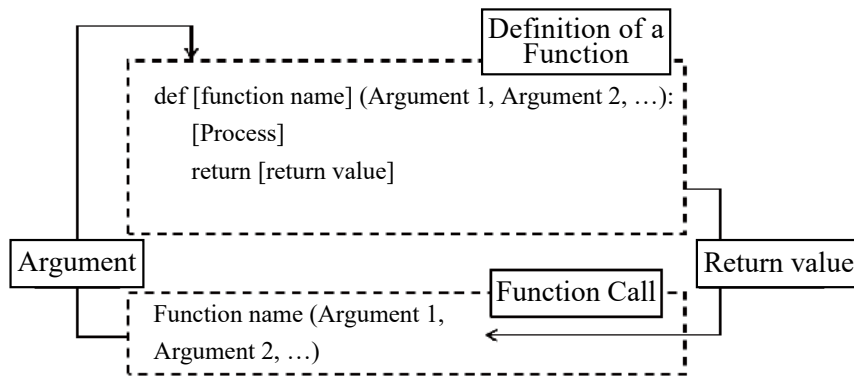 Definition of a
Function
def [function name] (Argument 1, Argument 2, …):
[Process]
return [return value]
Argument
Return value
Function Call
Function name (Argument 1,
Argument 2, …)